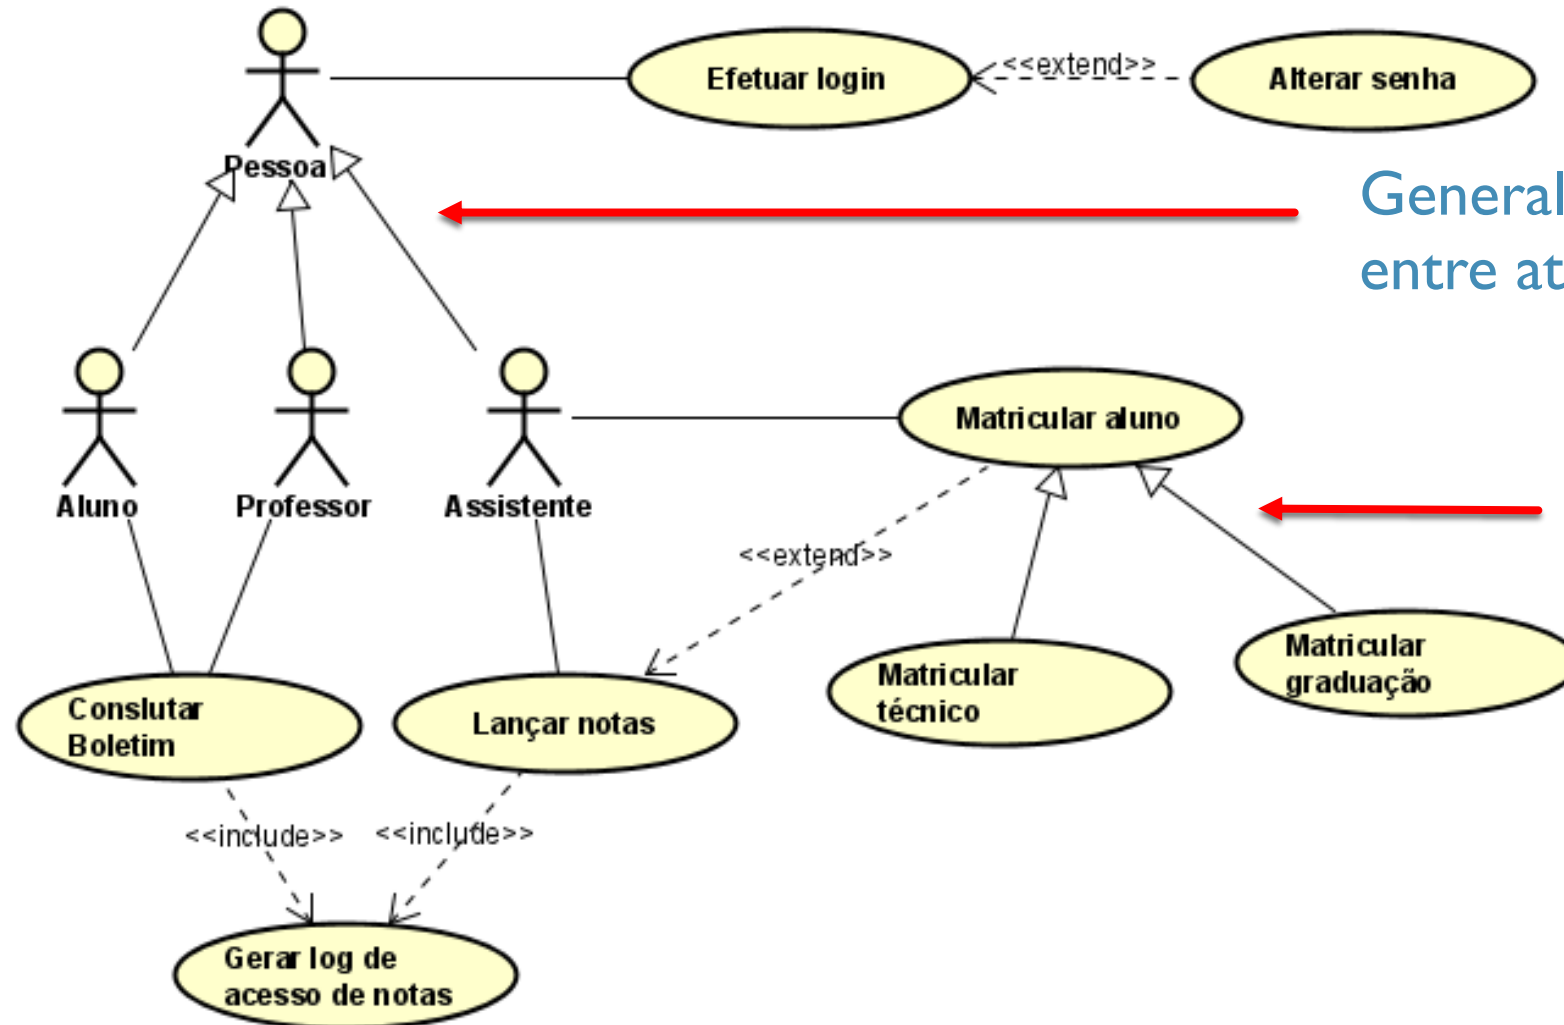 Efetuar login
<<extend>>
Alterar senha
Pessoa
General
entre at
Matricular aluno
Aluno
Professor
Assistente
<<extend>>
Matricular
graduação
Matricular
técnico
Conslutar
Boletim
Lançar notas
<<include>>
<<include>>
Gerar log de
acesso de notas